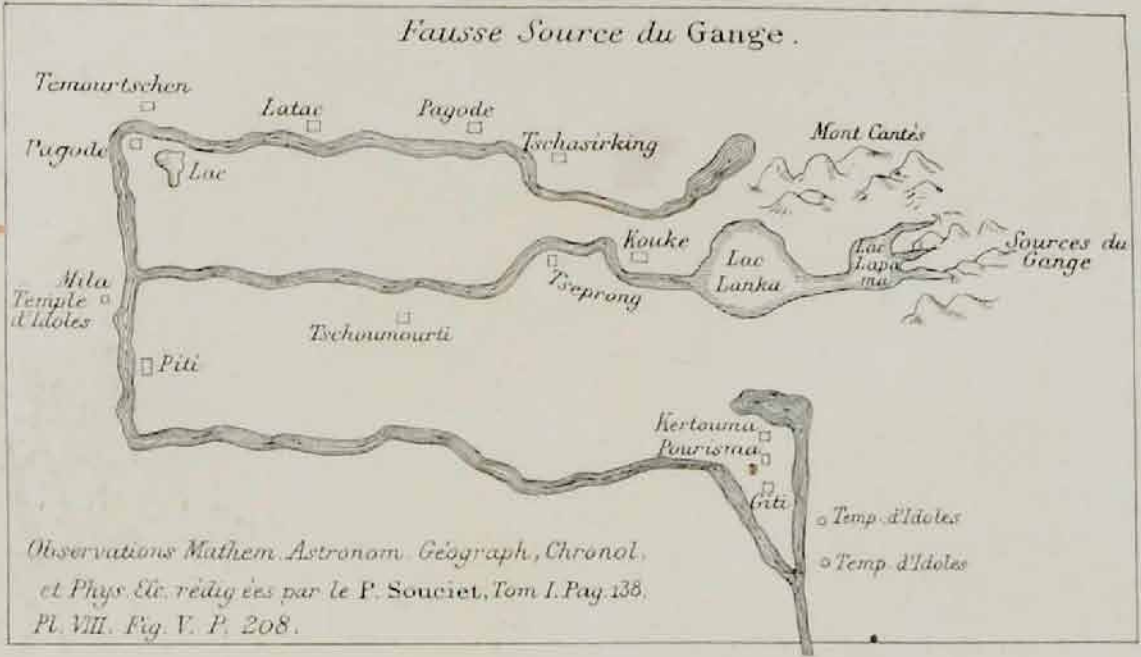 Fausse Source du Gange.
Temourtschen
Latac
Pagode
Mont Cantés
Pagode
Tschasirking
Lac
Kouke
Lac
Lanka
Lac
Lapa
ma
Sources du
Gange
Mila
Temple
d'Idoles
Tseprong
Tschoumourti
Piti
Kertouma
Pourisma
Giti
Temp. d'Idoles
Temp. d'Idoles
Observations Mathem. Astronom. Géograph, Chronol.
et Phys. Etc. rédigées par le P. Souciet, Tom I. Pag. 138.
Pl. VIII. Fig. V. P. 208.